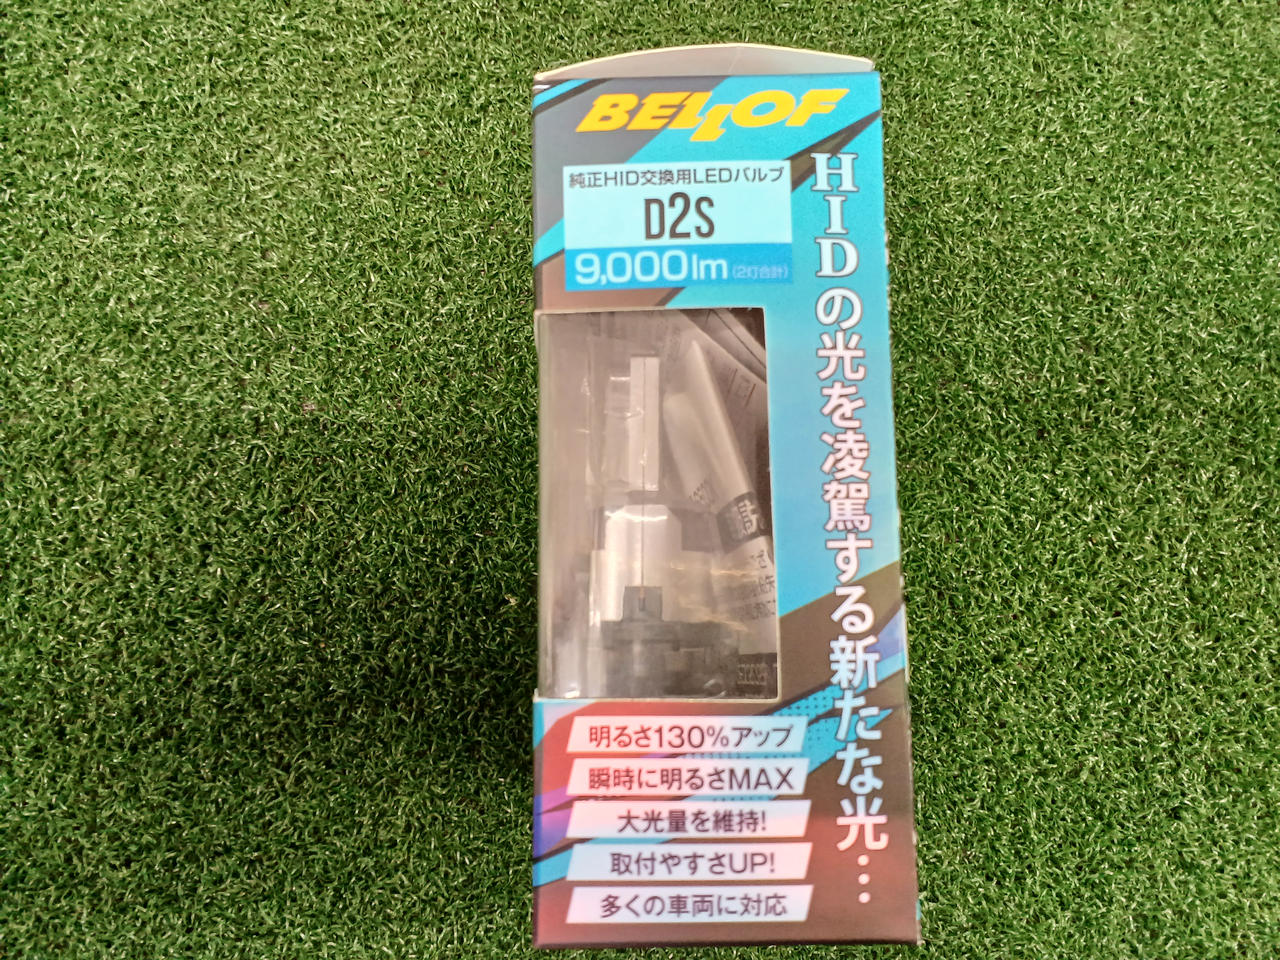 BELLOF
純正HID交換用LEDバルブ
D2S
9,000lm (2灯合計)
HIDの光を凌駕する新たな光…
明るさ130%アップ
瞬時に明るさMAX
大光量を維持!
取付やすさUP!
多くの車両に対応